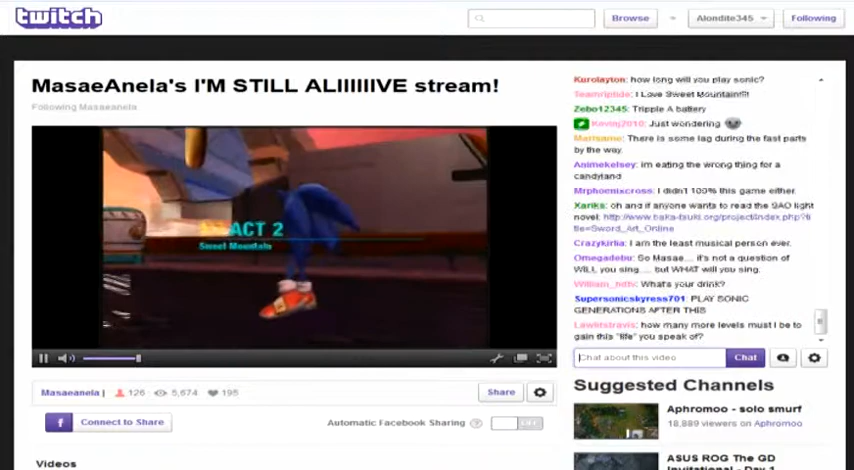 twitch
Browse
Alondite345
Following
MasaeAnela's I'M STILL ALIIIIIIVE stream!
Following Masaeanela
ACT 2
Sweet Mountain
Masaeanela |
126
5,674
195
Share
f
Connect to Share
Automatic Facebook Sharing
?
OFF
Videos
Kurolayton: how long will you play sonic?
Teamriptide: I Love Sweet Mountain!!!
Zebo12345: Tripple A battery
Kevinj2010: Just wondering
Marisame: There is some lag during the fast parts
by the way.
Animekelsey: im eating the wrong thing for a
candyland
Mrphoenixcross: I didn't 100% this game either.
Xariks: oh and if anyone wants to read the SAO light
novel: http://www.baka-tsuki.org/project/index.php?ti
tle=Sword_Art_Online
Crazykirlia: I am the least musical person ever.
Omegadebu: So Masae.... it's not a question of
WILL you sing.... but WHAT will you sing.
What's your drink?
Supersonicskyress701: PLAY SONIC
GENERATIONS AFTER THIS
Lawlitstravis: how many more levels must I be to
gain this "life" you speak of?
Chat about this video
Chat
Suggested Channels
Aphromoo - solo smurf
18,889 viewers on Aphromoo
ASUS ROG The GD
Invitational - Day 1